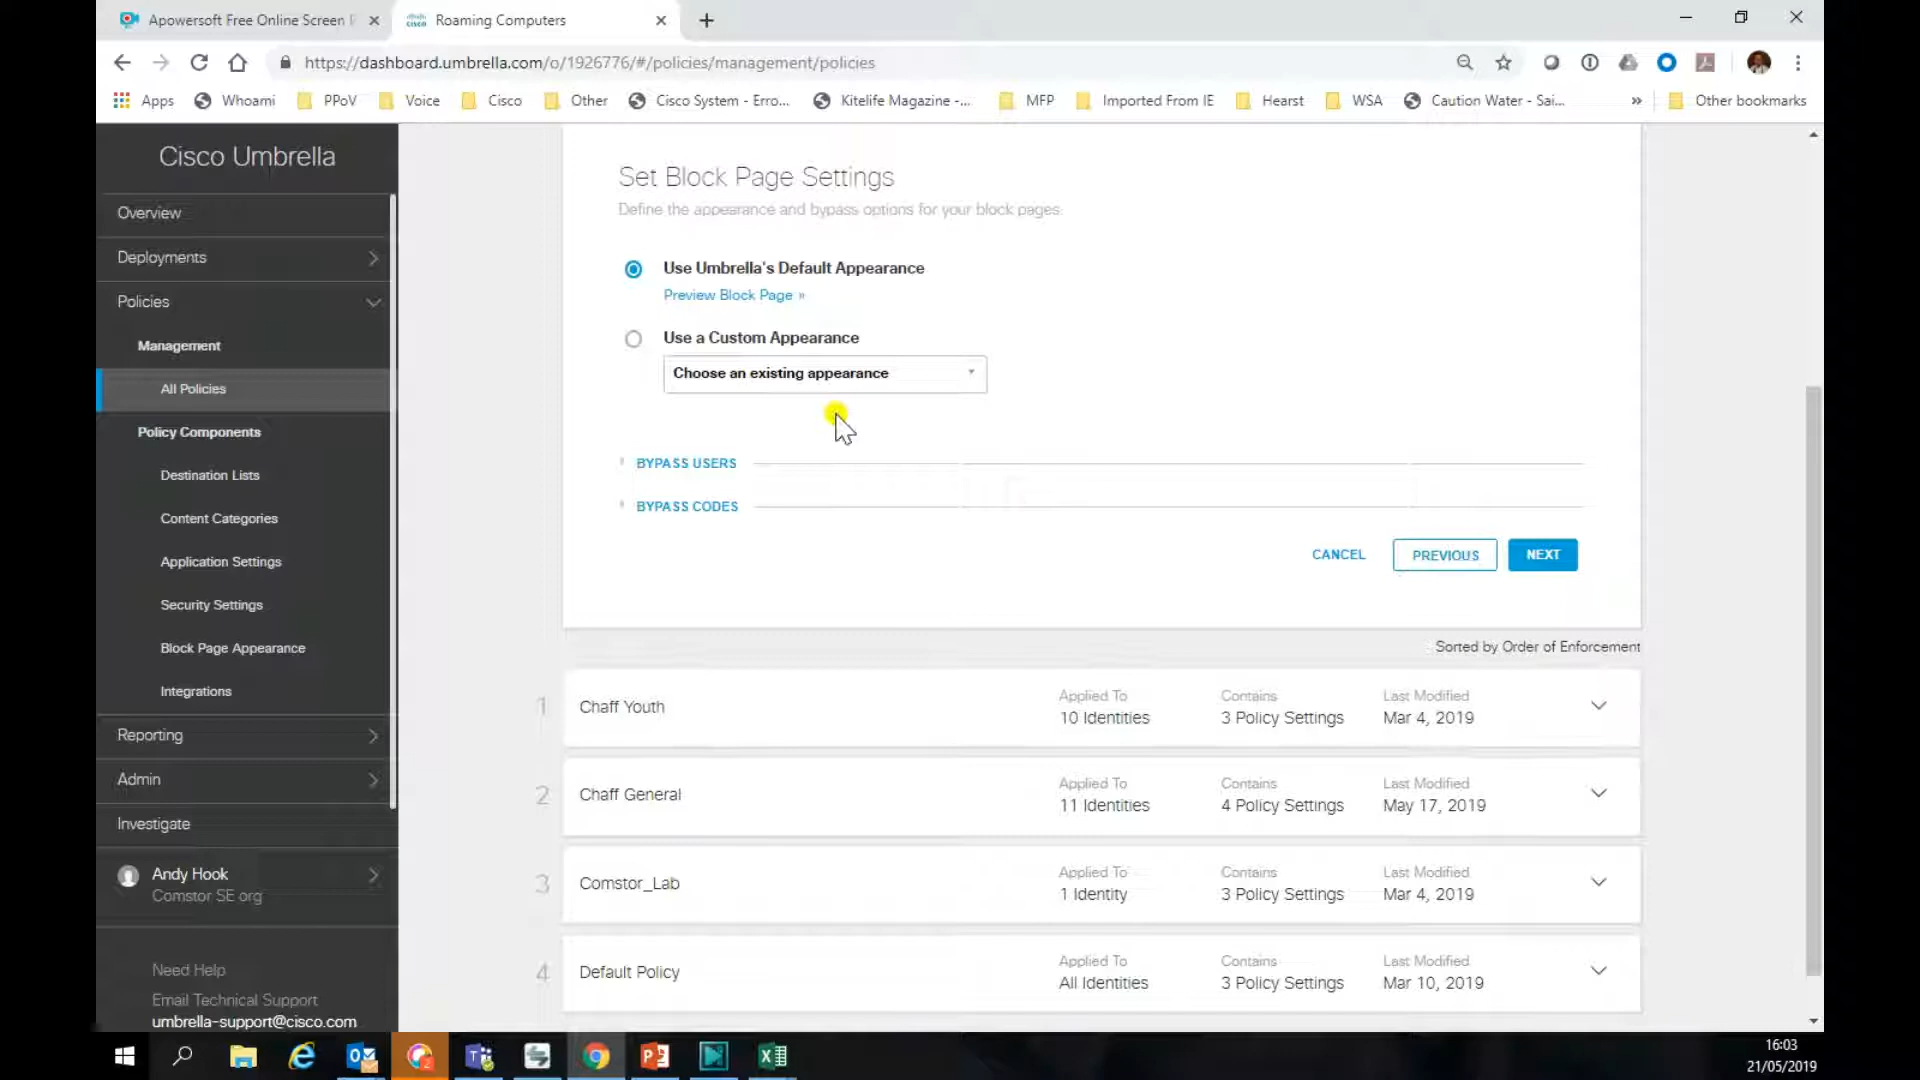 Apowersoft Free Online Screen
Roaming Computers
https://dashboard.umbrella.com/o/1926776/#/policies/management/policies
Apps
Whoami
PPoV
Voice
Cisco
Other
Cisco System - Erro...
Kitelife Magazine -...
MFP
Imported From IE
Hearst
WSA
Caution Water - Sai...
»
Other bookmarks
Cisco Umbrella
Overview
Deployments
Policies
Management
All Policies
Policy Components
Destination Lists
Content Categories
Application Settings
Security Settings
Block Page Appearance
Integrations
Reporting
Admin
Investigate
Andy Hook
Comstor SE org
Need Help
Email Technical Support
umbrella-support@cisco.com
Set Block Page Settings
Define the appearance and bypass options for your block pages.
Use Umbrella's Default Appearance
Preview Block Page »
Use a Custom Appearance
Choose an existing appearance
BYPASS USERS
BYPASS CODES
CANCEL
PREVIOUS
NEXT
Sorted by Order of Enforcement
1 Chaff Youth
Applied To
10 Identities
Contains
3 Policy Settings
Last Modified
Mar 4, 2019
2 Chaff General
Applied To
11 Identities
Contains
4 Policy Settings
Last Modified
May 17, 2019
3 Comstor_Lab
Applied To
1 Identity
Contains
3 Policy Settings
Last Modified
Mar 4, 2019
4 Default Policy
Applied To
All Identities
Contains
3 Policy Settings
Last Modified
Mar 10, 2019
16:03
21/05/2019